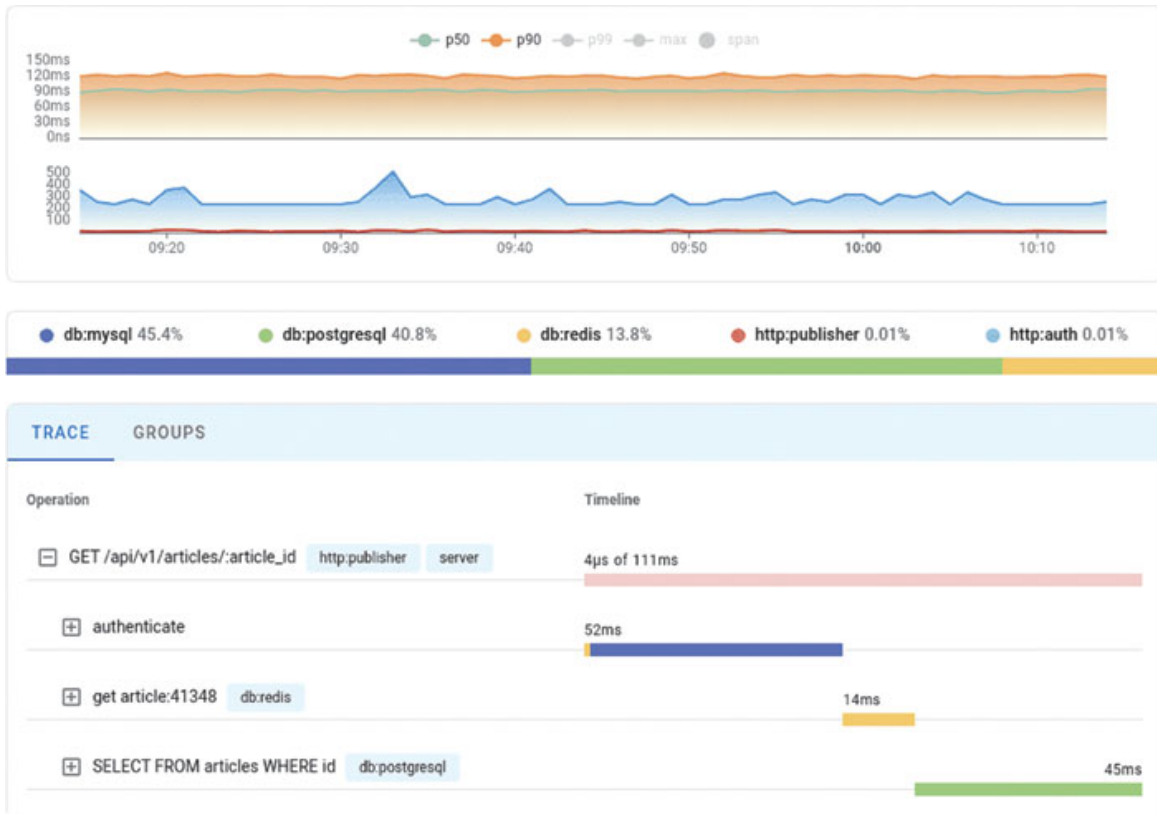 p50 p90 p99 max span
150ms
120ms
90ms
60ms
30ms
0ns
500
400
300
200
100
09:20 09:30 09:40 09:50 10:00 10:10
db:mysql 45.4% db:postgresql 40.8% db:redis 13.8% http:publisher 0.01% http:auth 0.01%
TRACE GROUPS
Operation Timeline
GET /api/v1/articles/:article_id http:publisher server 4µs of 111ms
authenticate 52ms
get article:41348 db:redis 14ms
SELECT FROM articles WHERE id db:postgresql 45ms